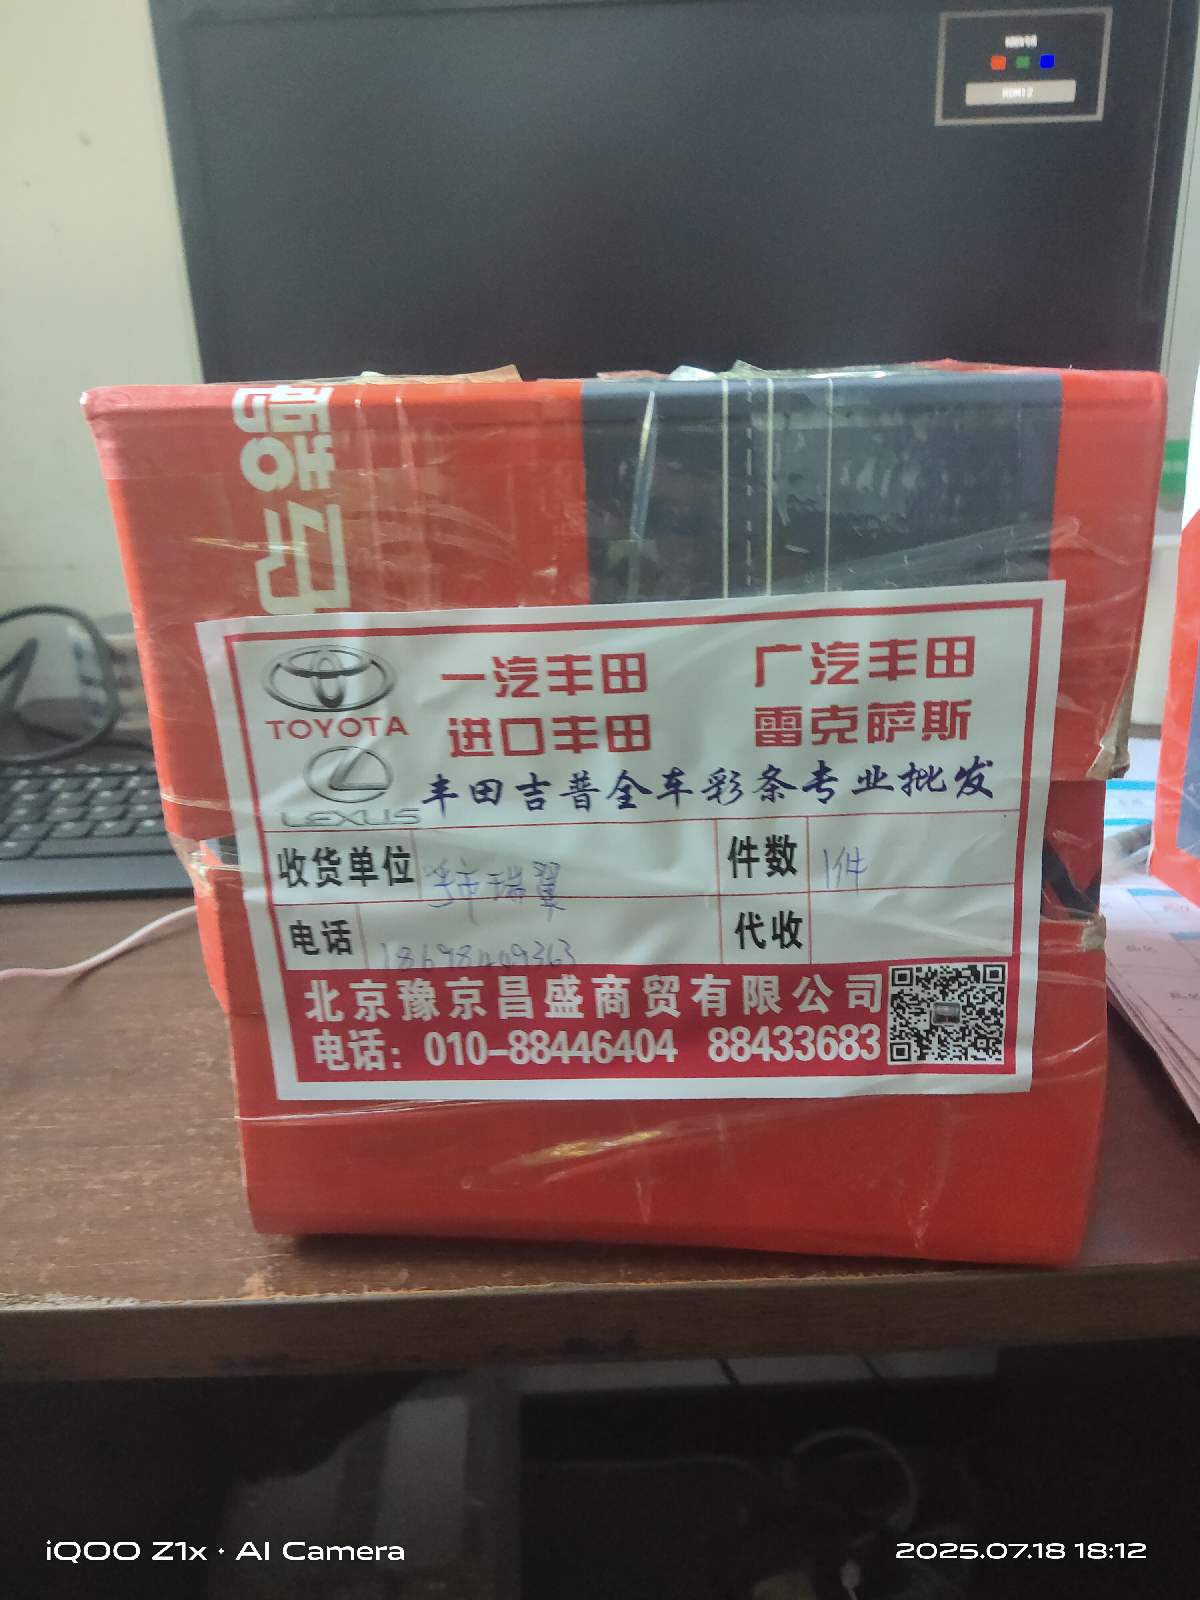 TOYOTA
一汽丰田 广汽丰田
进口丰田 雷克萨斯
LEXUS
丰田吉普全车彩条专业批发
收货单位 瑞翼 件数 1件
电话 代收
北京豫京昌盛商贸有限公司
电话：010-88446404 88433683
iQOO Z1x · AI Camera
2025.07.18 18:12